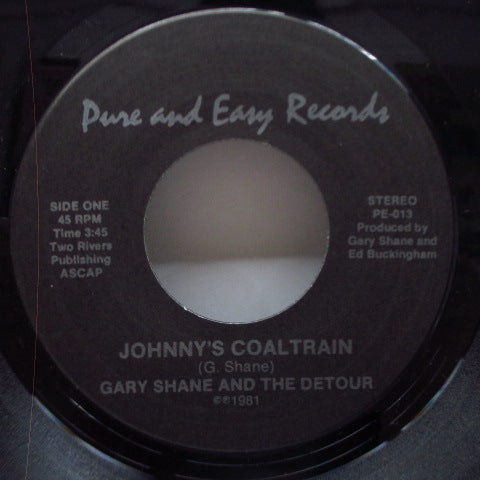 Pure and Easy Records
SIDE ONE
45 RPM
Time 3:45
Two Rivers
Publishing
ASCAP
STEREO
PE-013
Produced by
Gary Shane and
Ed Buckingham
JOHNNY'S COALTRAIN
(G. Shane)
GARY SHANE AND THE DETOUR
©℗1981